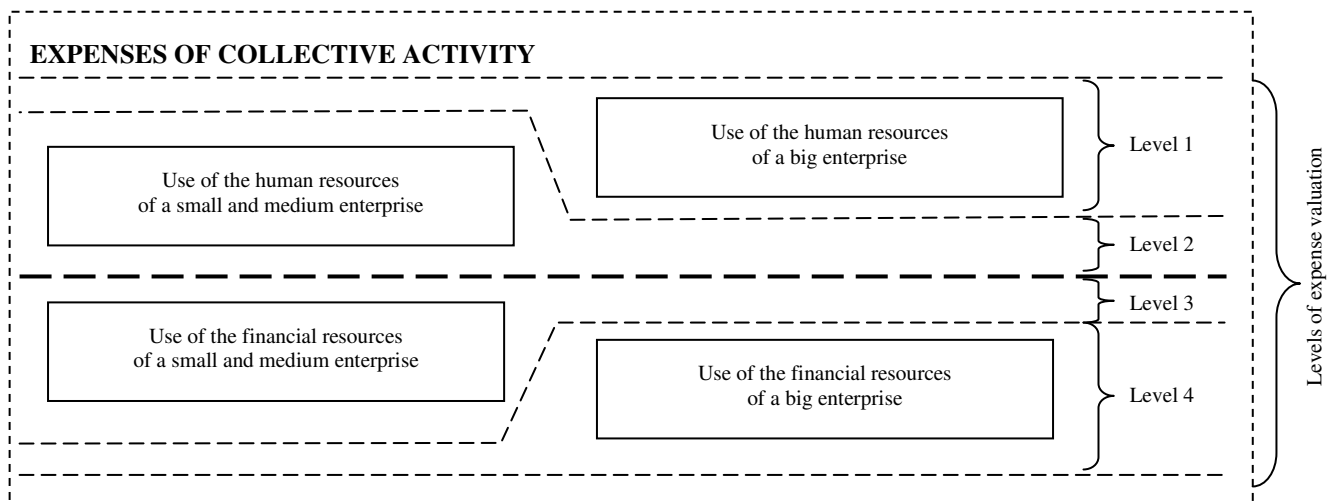 EXPENSES OF COLLECTIVE ACTIVITY
Use of the human resources
of a big enterprise
Level 1
Use of the human resources
of a small and medium enterprise
Level 2
Levels of expense valuation
Level 3
Use of the financial resources
of a small and medium enterprise
Use of the financial resources
of a big enterprise
Level 4